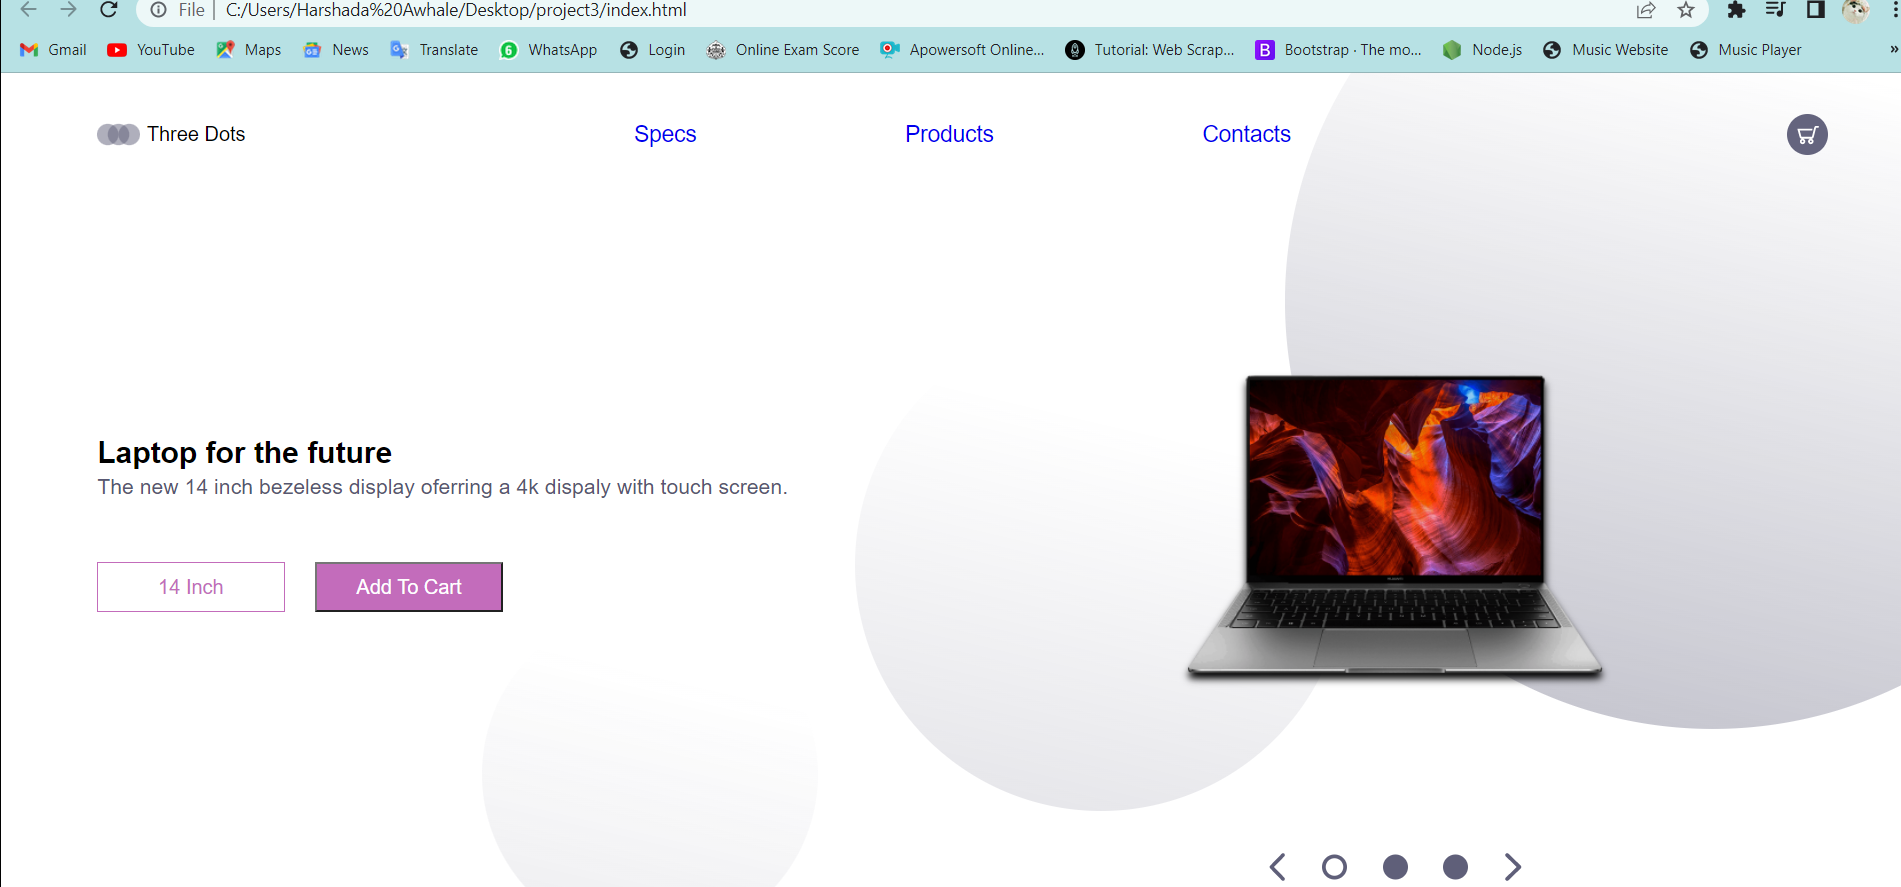 File | C:/Users/Harshada%20Awhale/Desktop/project3/index.html
Gmail YouTube Maps News Translate WhatsApp Login Online Exam Score Apowersoft Online... Tutorial: Web Scrap... Bootstrap · The mo... Node.js Music Website Music Player »
Three Dots Specs Products Contacts
Laptop for the future
The new 14 inch bezeless display oferring a 4k dispaly with touch screen.
14 Inch Add To Cart